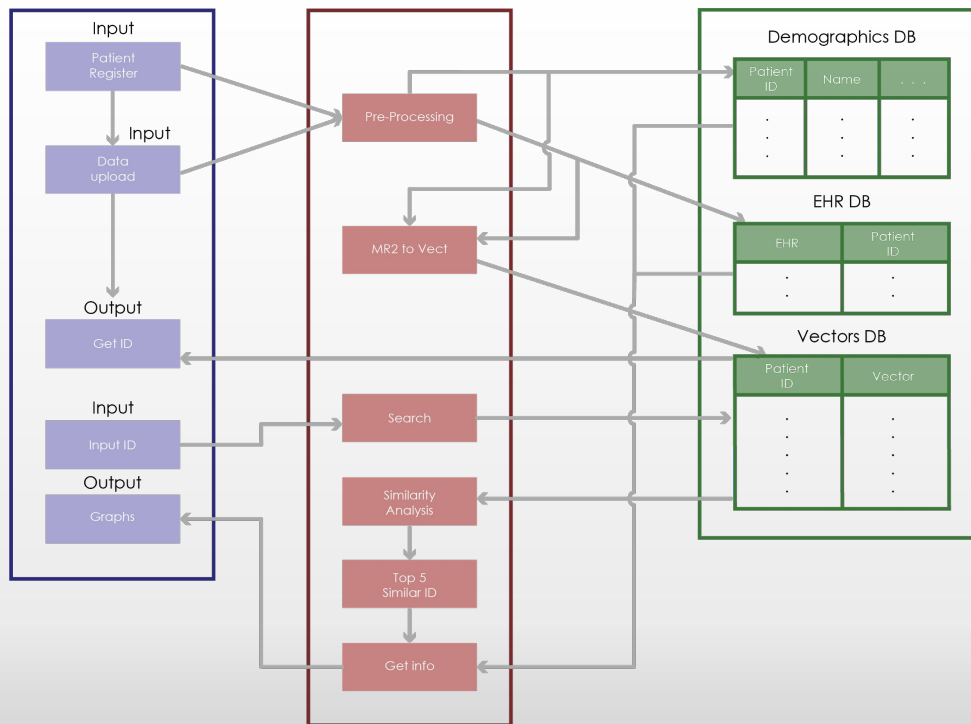 Input
Patient
Register
Input
Data
upload
Output
Get ID
Input
Input ID
Output
Graphs
Pre-Processing
MR2 to Vect
Search
Similarity
Analysis
Top 5
Similar ID
Get info
Demographics DB
Patient
ID
Name
. . .
EHR DB
EHR
Patient
ID
Vectors DB
Patient
ID
Vector